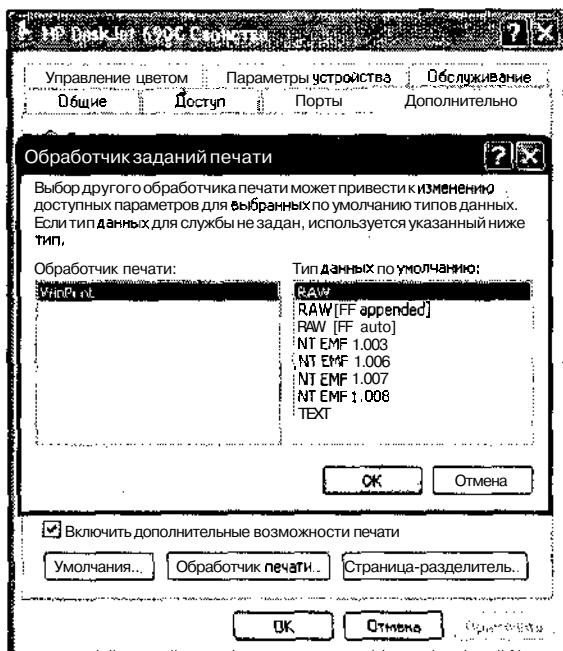 HP DeskJet 690C Свойства
Управление цветом Параметры устройства Обслуживание
Общие Доступ Порты Дополнительно
Обработчик заданий печати
Выбор другого обработчика печати может привести к изменению
доступных параметров для выбранных по умолчанию типов данных.
Если тип данных для службы не задан, используется указанный ниже
тип.
Обработчик печати: Тип данных по умолчанию:
WinPrint RAW
RAW [FF appended]
RAW [FF auto]
NT EMF 1.003
NT EMF 1.006
NT EMF 1.007
NT EMF 1.008
TEXT
OK Отмена
Включить дополнительные возможности печати
Умолчания... Обработчик печати... Страница-разделитель...
OK Отмена Применить